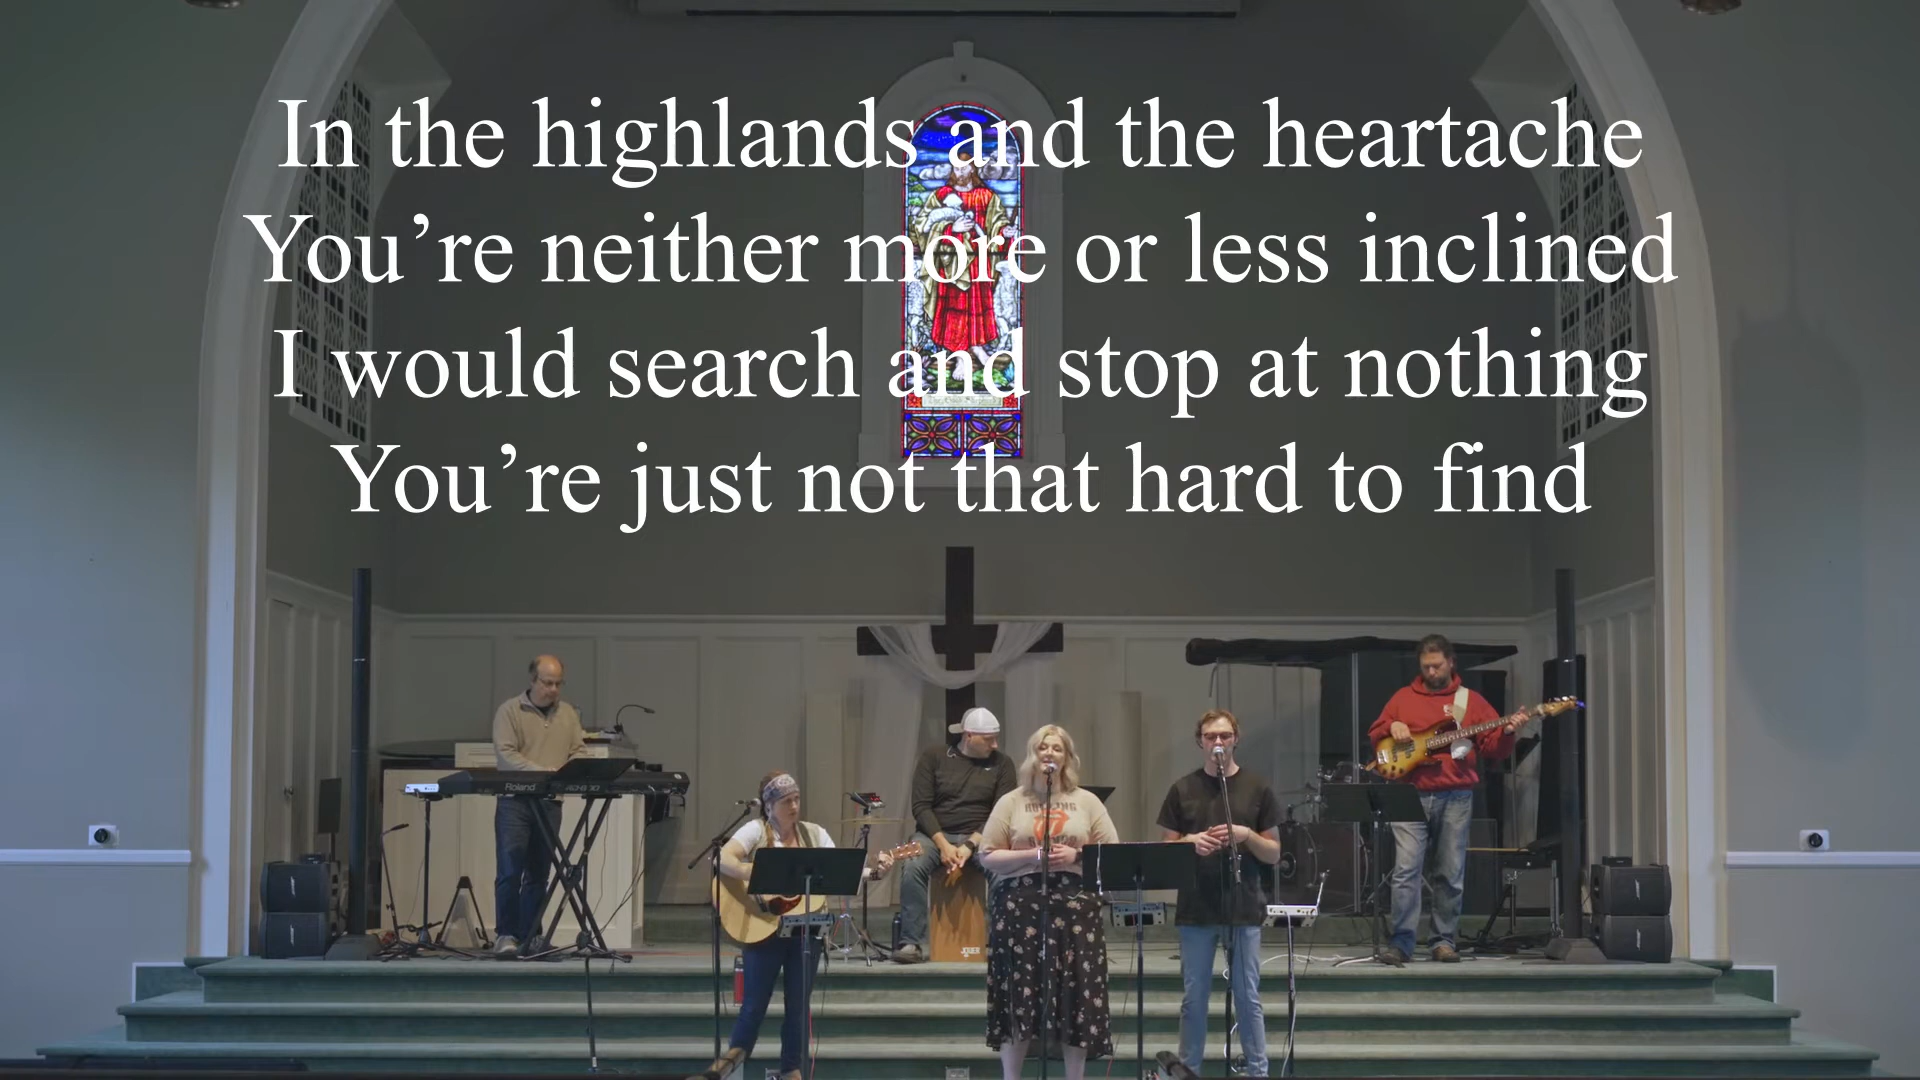 In the highlands and the heartache
You’re neither more or less inclined
I would search and stop at nothing
You’re just not that hard to find
Roland